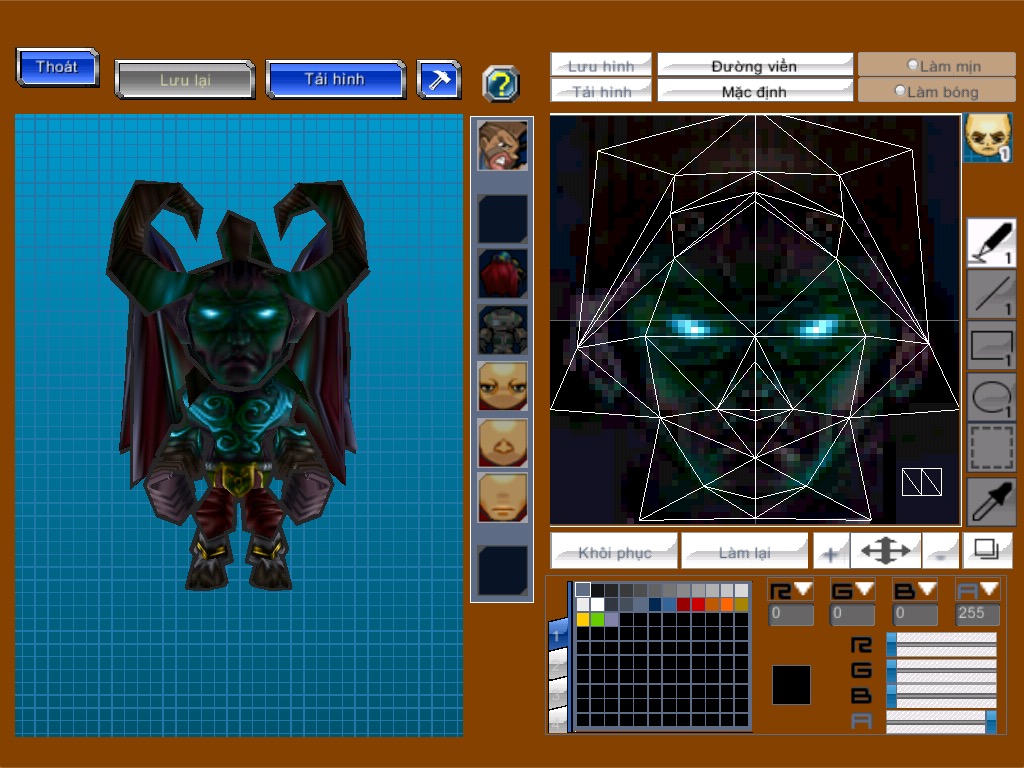 Thoát
Lưu lại
Tải hình
?
Lưu hình
Đường viền
Làm mịn
Tải hình
Mặc định
Làm bóng
1
1
1
1
1
Khôi phục
Làm lại
+
-
R
G
B
A
0
0
0
255
1
R
G
B
A